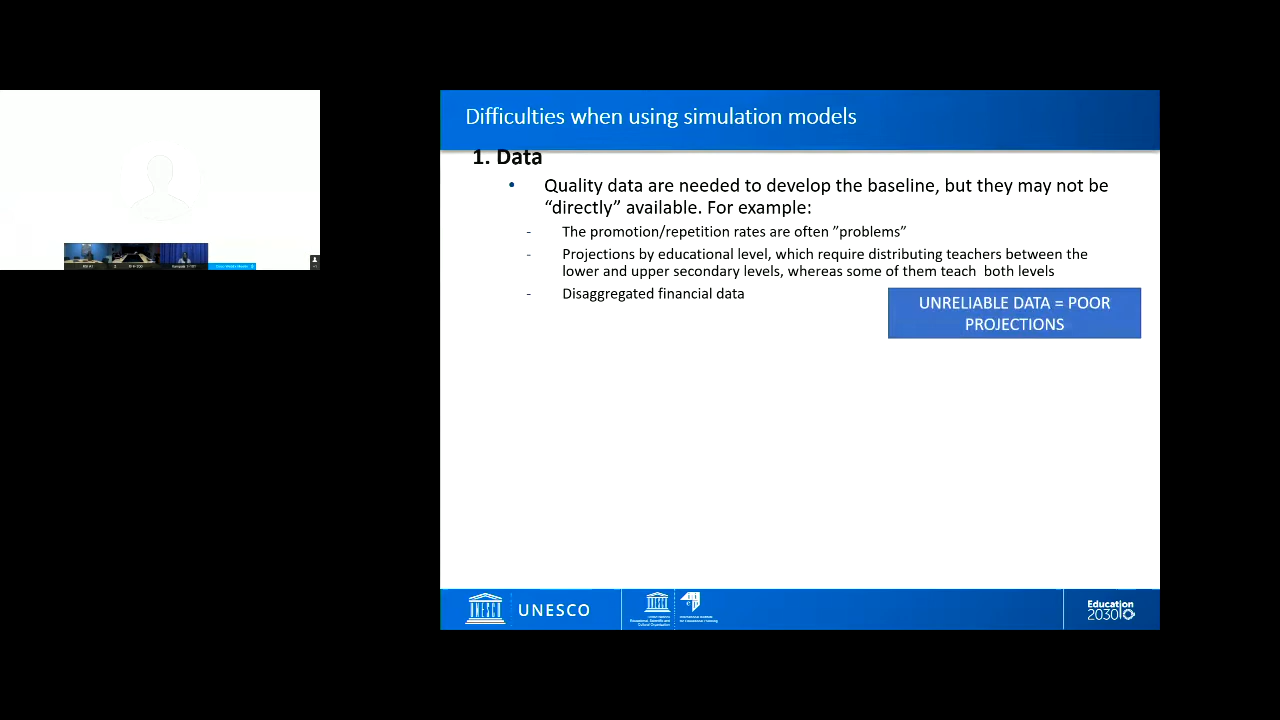 Difficulties when using simulation models
1. Data
• Quality data are needed to develop the baseline, but they may not be
“directly” available. For example:
- The promotion/repetition rates are often ”problems”
- Projections by educational level, which require distributing teachers between the
lower and upper secondary levels, whereas some of them teach both levels
- Disaggregated financial data
UNRELIABLE DATA = POOR
PROJECTIONS
UNESCO
Education
2030